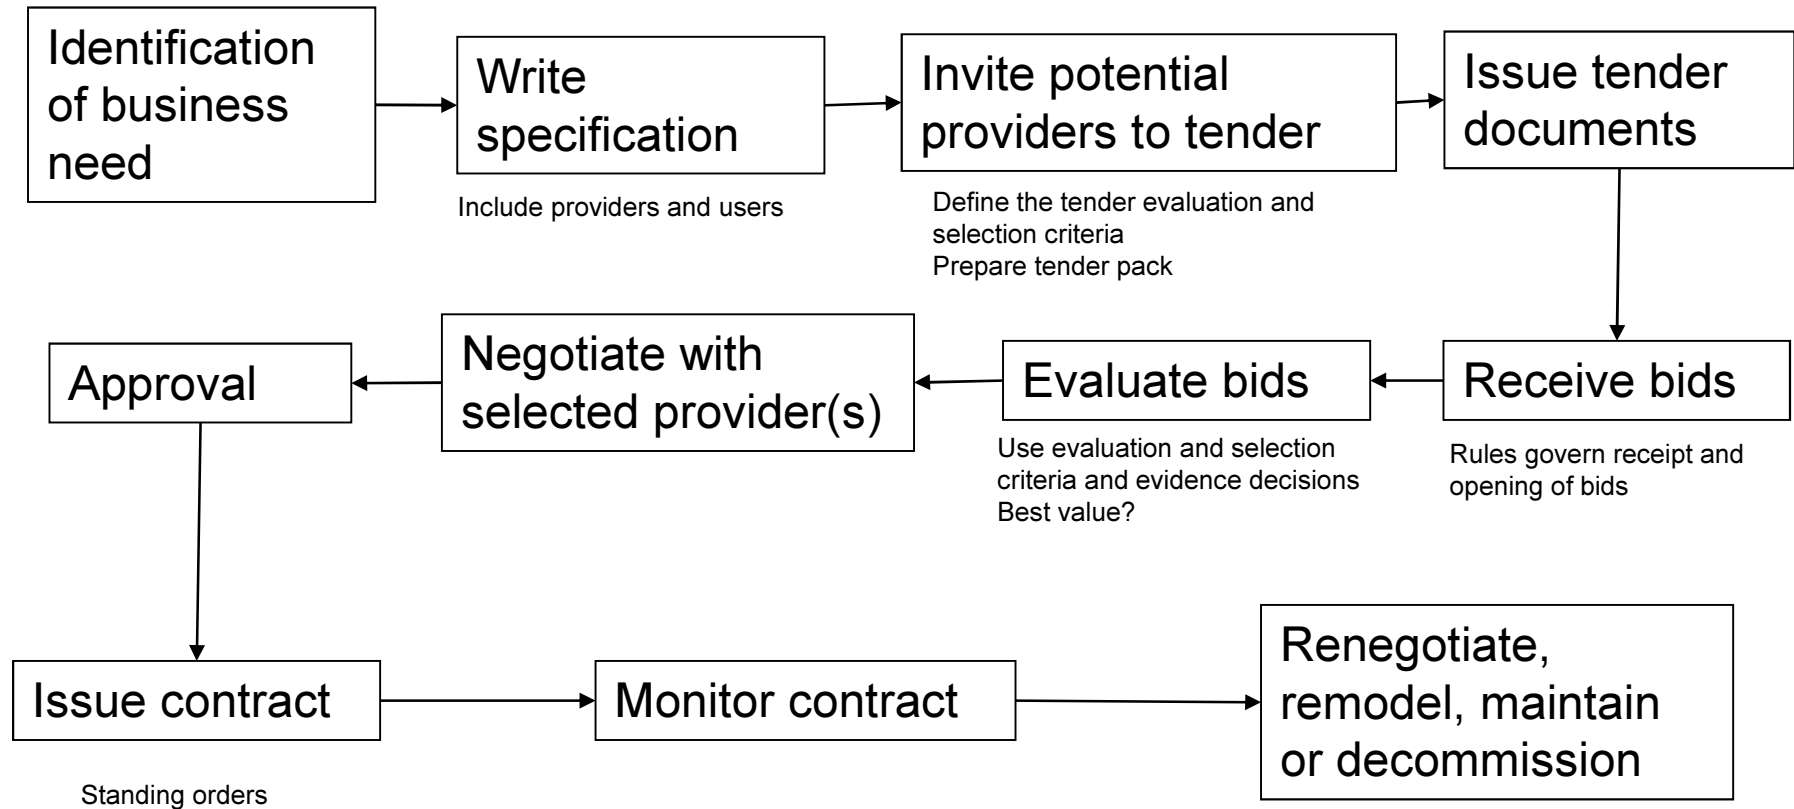 Identification
of business
need
Write
specification
Include providers and users
Invite potential
providers to tender
Define the tender evaluation and
selection criteria
Prepare tender pack
Issue tender
documents
Receive bids
Rules govern receipt and
opening of bids
Evaluate bids
Use evaluation and selection
criteria and evidence decisions
Best value?
Negotiate with
selected provider(s)
Approval
Issue contract
Standing orders
Monitor contract
Renegotiate,
remodel, maintain
or decommission